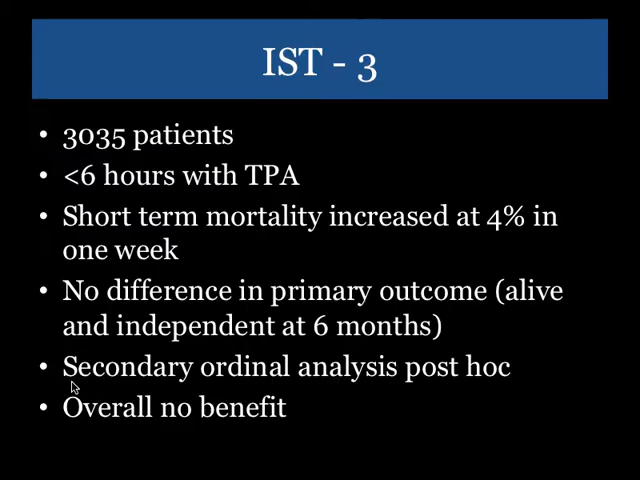 IST - 3
• 3035 patients
• <6 hours with TPA
• Short term mortality increased at 4% in
one week
• No difference in primary outcome (alive
and independent at 6 months)
• Secondary ordinal analysis post hoc
• Overall no benefit